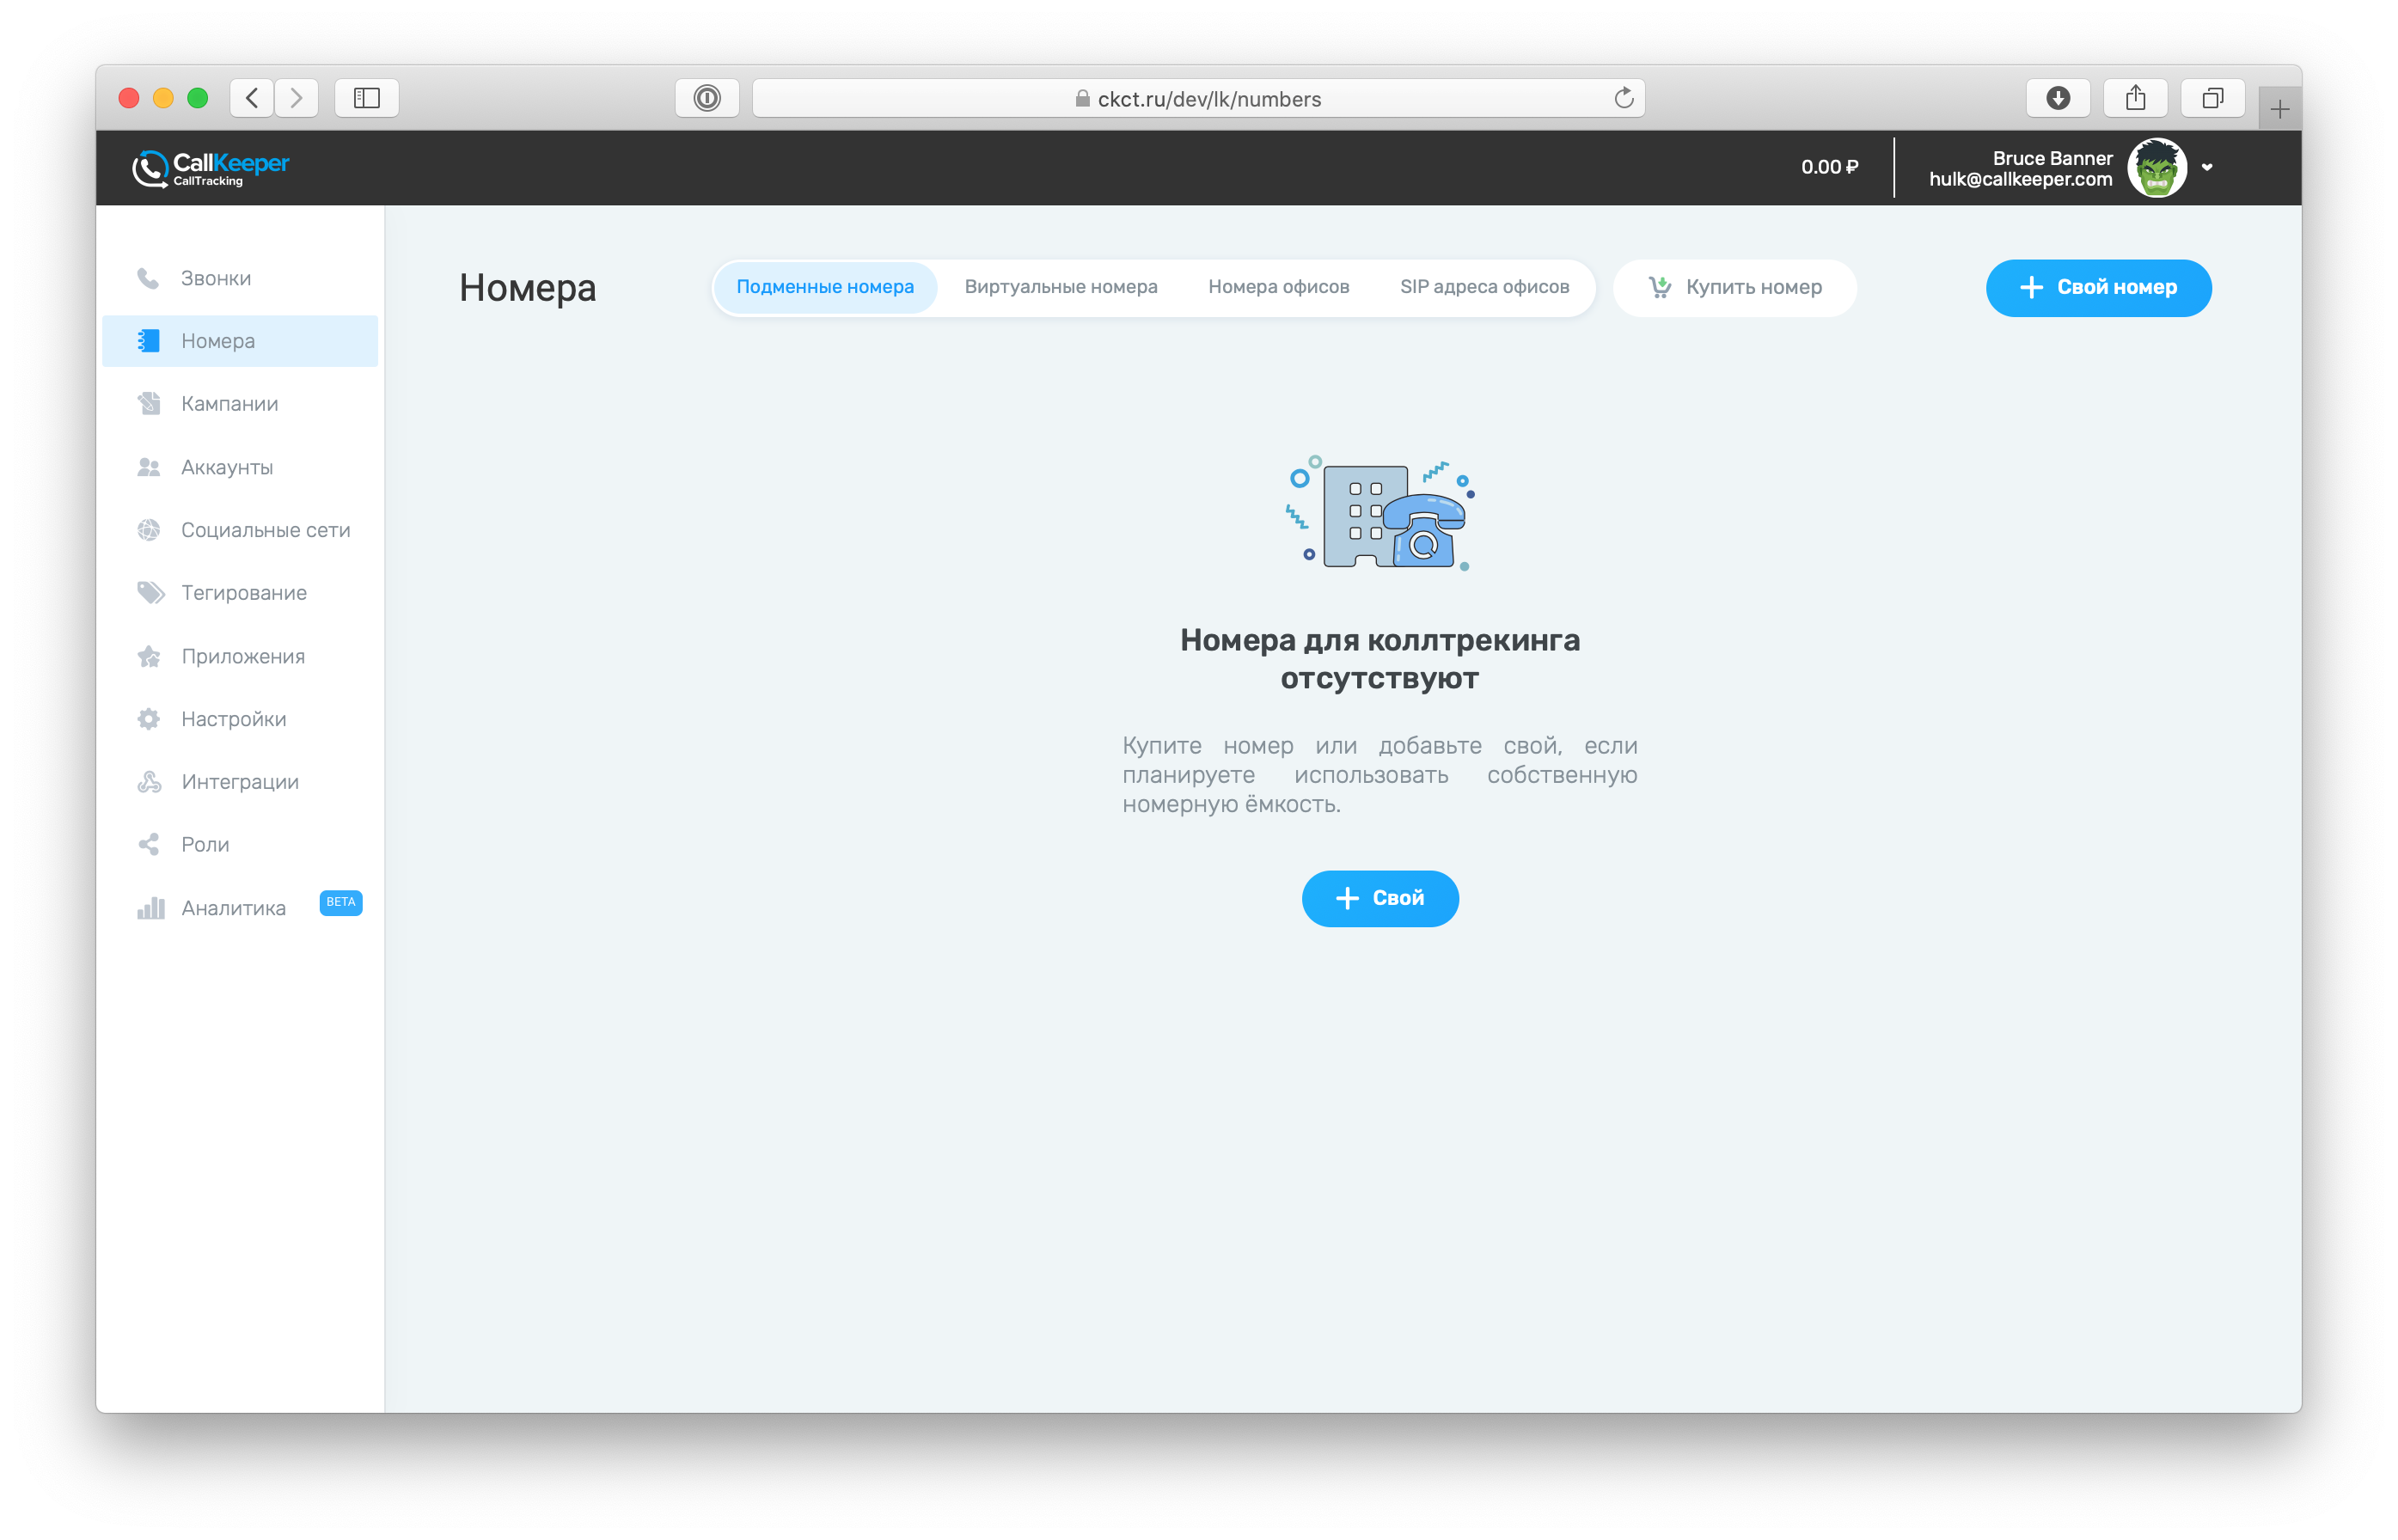 ckct.ru/dev/lk/numbers
CallKeeper
CallTracking
0.00 ₽
Bruce Banner
hulk@callkeeper.com
Звонки
Номера
Кампании
Аккаунты
Социальные сети
Тегирование
Приложения
Настройки
Интеграции
Роли
Аналитика BETA
Номера
Подменные номера Виртуальные номера Номера офисов SIP адреса офисов Купить номер Свой номер
Номера для коллтрекинга
отсутствуют
Купите номер или добавьте свой, если
планируете использовать собственную
номерную ёмкость.
Свой